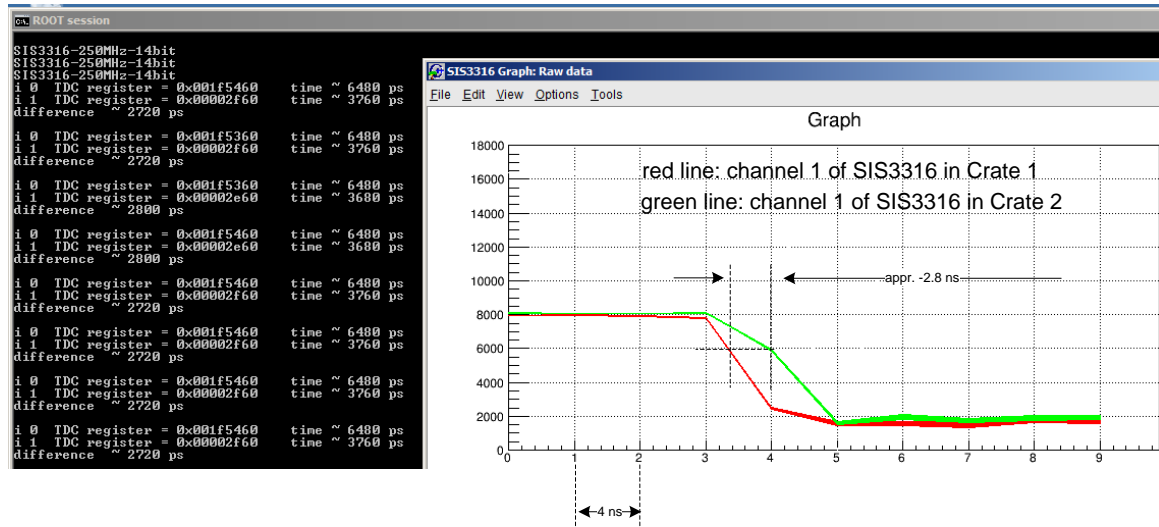 ROOT session
SIS3316-250MHz-14bit
SIS3316-250MHz-14bit
SIS3316-250MHz-14bit
i 0 TDC register = 0x001f5460 time ~ 6480 ps
i 1 TDC register = 0x00002f60 time ~ 3760 ps
difference ~ 2720 ps
i 0 TDC register = 0x001f5360 time ~ 6480 ps
i 1 TDC register = 0x00002f60 time ~ 3760 ps
difference ~ 2720 ps
i 0 TDC register = 0x001f5360 time ~ 6480 ps
i 1 TDC register = 0x00002e60 time ~ 3680 ps
difference ~ 2800 ps
i 0 TDC register = 0x001f5460 time ~ 6480 ps
i 1 TDC register = 0x00002e60 time ~ 3680 ps
difference ~ 2800 ps
i 0 TDC register = 0x001f5460 time ~ 6480 ps
i 1 TDC register = 0x00002f60 time ~ 3760 ps
difference ~ 2720 ps
i 0 TDC register = 0x001f5460 time ~ 6480 ps
i 1 TDC register = 0x00002f60 time ~ 3760 ps
difference ~ 2720 ps
i 0 TDC register = 0x001f5460 time ~ 6480 ps
i 1 TDC register = 0x00002f60 time ~ 3760 ps
difference ~ 2720 ps
i 0 TDC register = 0x001f5460 time ~ 6480 ps
i 1 TDC register = 0x00002f60 time ~ 3760 ps
difference ~ 2720 ps
SIS3316 Graph: Raw data
File Edit View Options Tools
Graph
18000
16000
14000
12000
10000
8000
6000
4000
2000
0
red line: channel 1 of SIS3316 in Crate 1
green line: channel 1 of SIS3316 in Crate 2
appr. -2.8 ns
0 1 2 3 4 5 6 7 8 9
4 ns